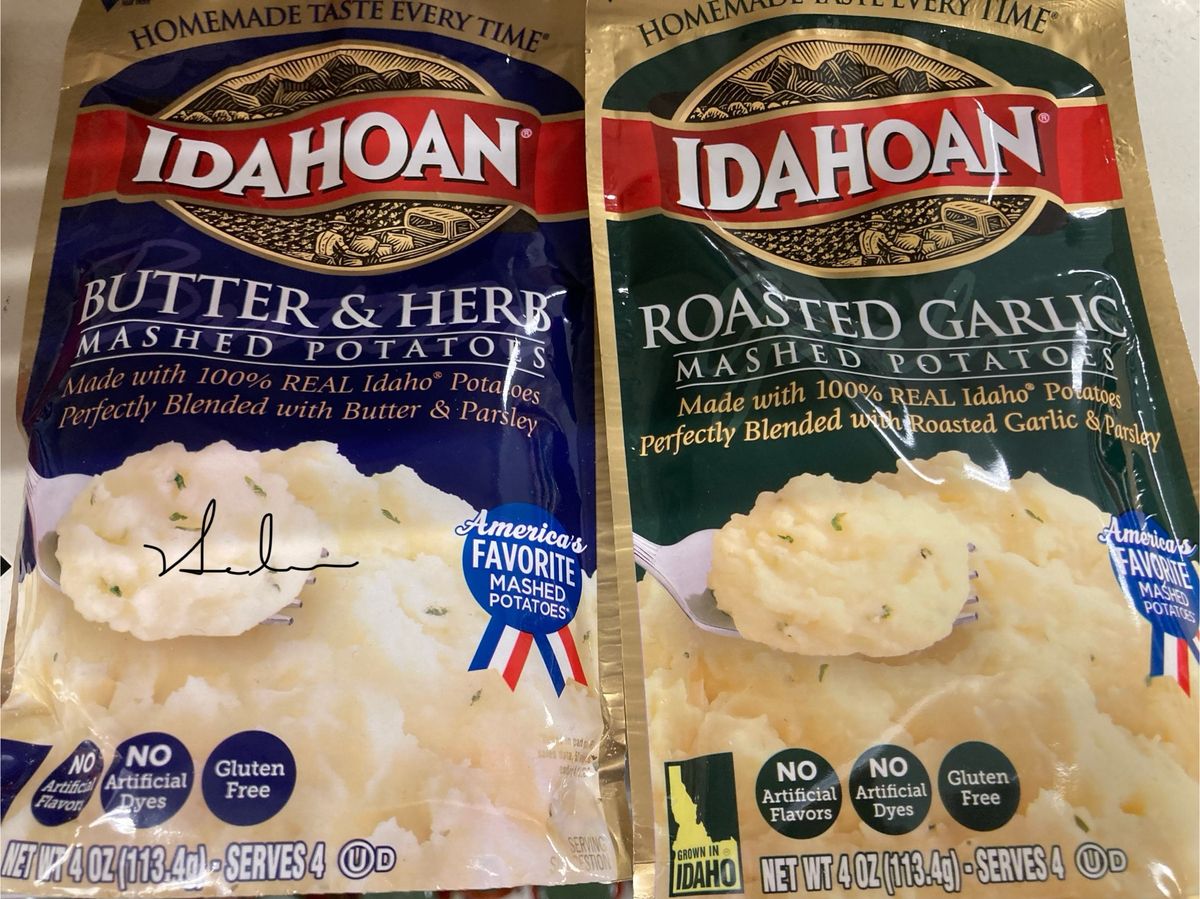 HOMEMADE TASTE EVERY TIME®
IDAHOAN®
BUTTER & HERB
MASHED POTATOES
Made with 100% REAL Idaho® Potatoes
Perfectly Blended with Butter & Parsley
America's
FAVORITE
MASHED
POTATOES™
NO
Artificial
Flavors
NO
Artificial
Dyes
Gluten
Free
SERVING
SUGGESTION
NET WT 4 OZ (113.4g) - SERVES 4 Ⓤ D
HOMEMADE TASTE EVERY TIME®
IDAHOAN®
ROASTED GARLIC
MASHED POTATOES
Made with 100% REAL Idaho® Potatoes
Perfectly Blended with Roasted Garlic & Parsley
America's
FAVORITE
MASHED
POTATOES
GROWN IN
IDAHO®
NO
Artificial
Flavors
NO
Artificial
Dyes
Gluten
Free
NET WT 4 OZ (113.4g) - SERVES 4 Ⓤ D